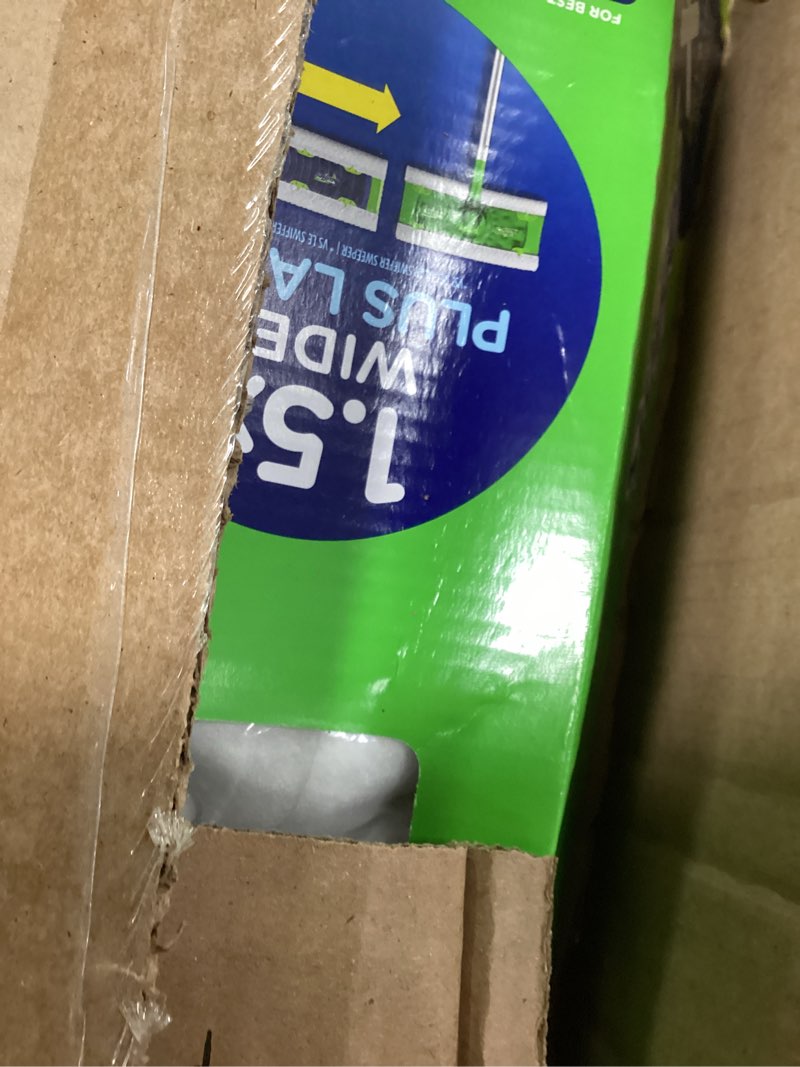 1.5x
WIDE
PLUS LA
SWIFFER SWEEPER | * VS LE SWIFFER
FOR BEST